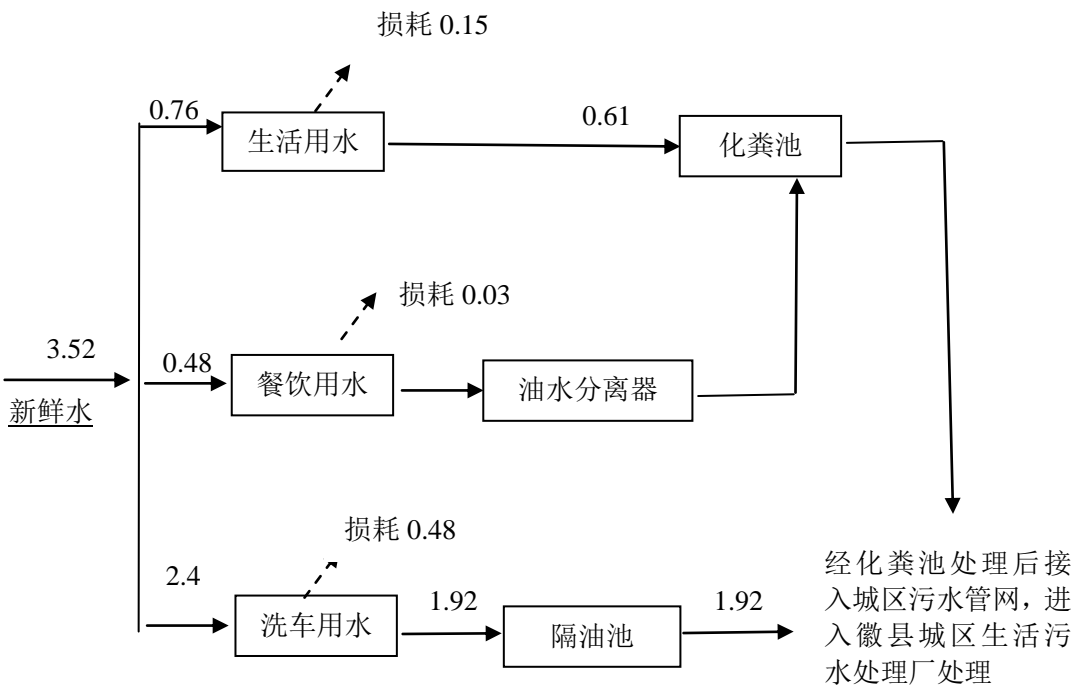 损耗 0.15
0.76
生活用水
0.61
化粪池
损耗 0.03
3.52
新鲜水
0.48
餐饮用水
油水分离器
损耗 0.48
2.4
洗车用水
1.92
隔油池
1.92
经化粪池处理后接
入城区污水管网，进
入徽县城区生活污
水处理厂处理